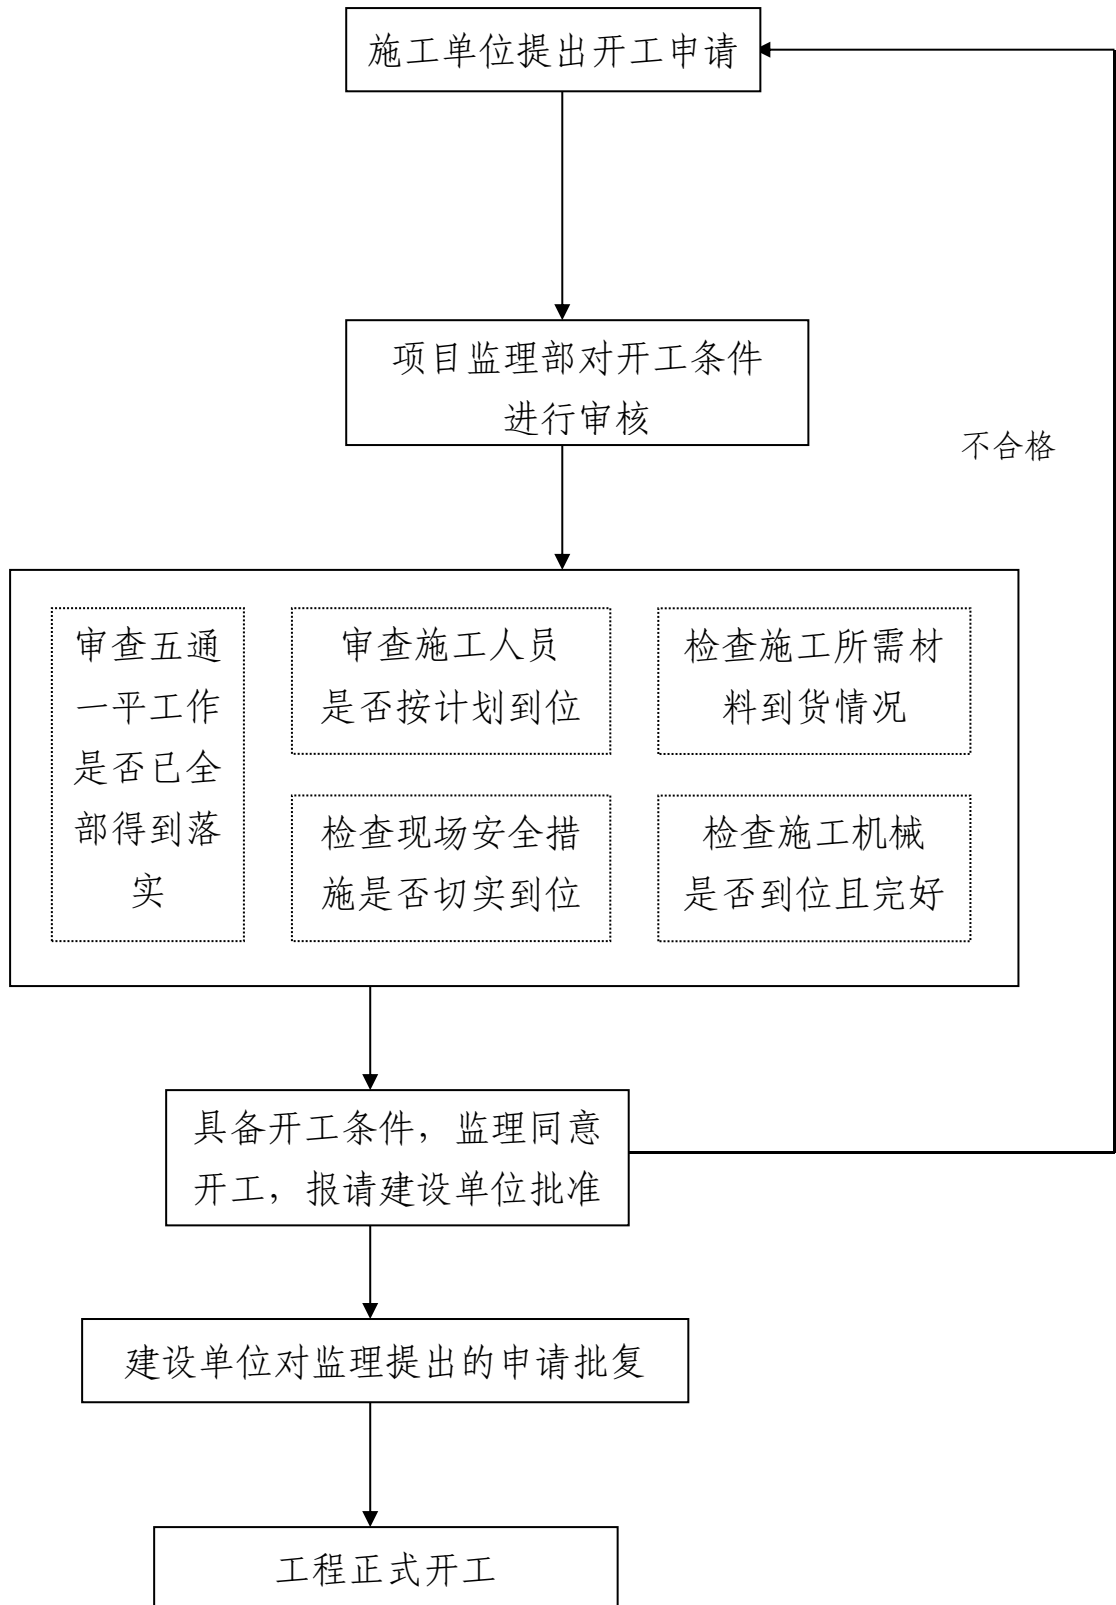 施工单位提出开工申请
项目监理部对开工条件
进行审核
不合格
审查五通
一平工作
是否已全
部得到落
实
审查施工人员
是否按计划到位
检查施工所需材
料到货情况
检查现场安全措
施是否切实到位
检查施工机械
是否到位且完好
具备开工条件，监理同意
开工，报请建设单位批准
建设单位对监理提出的申请批复
工程正式开工